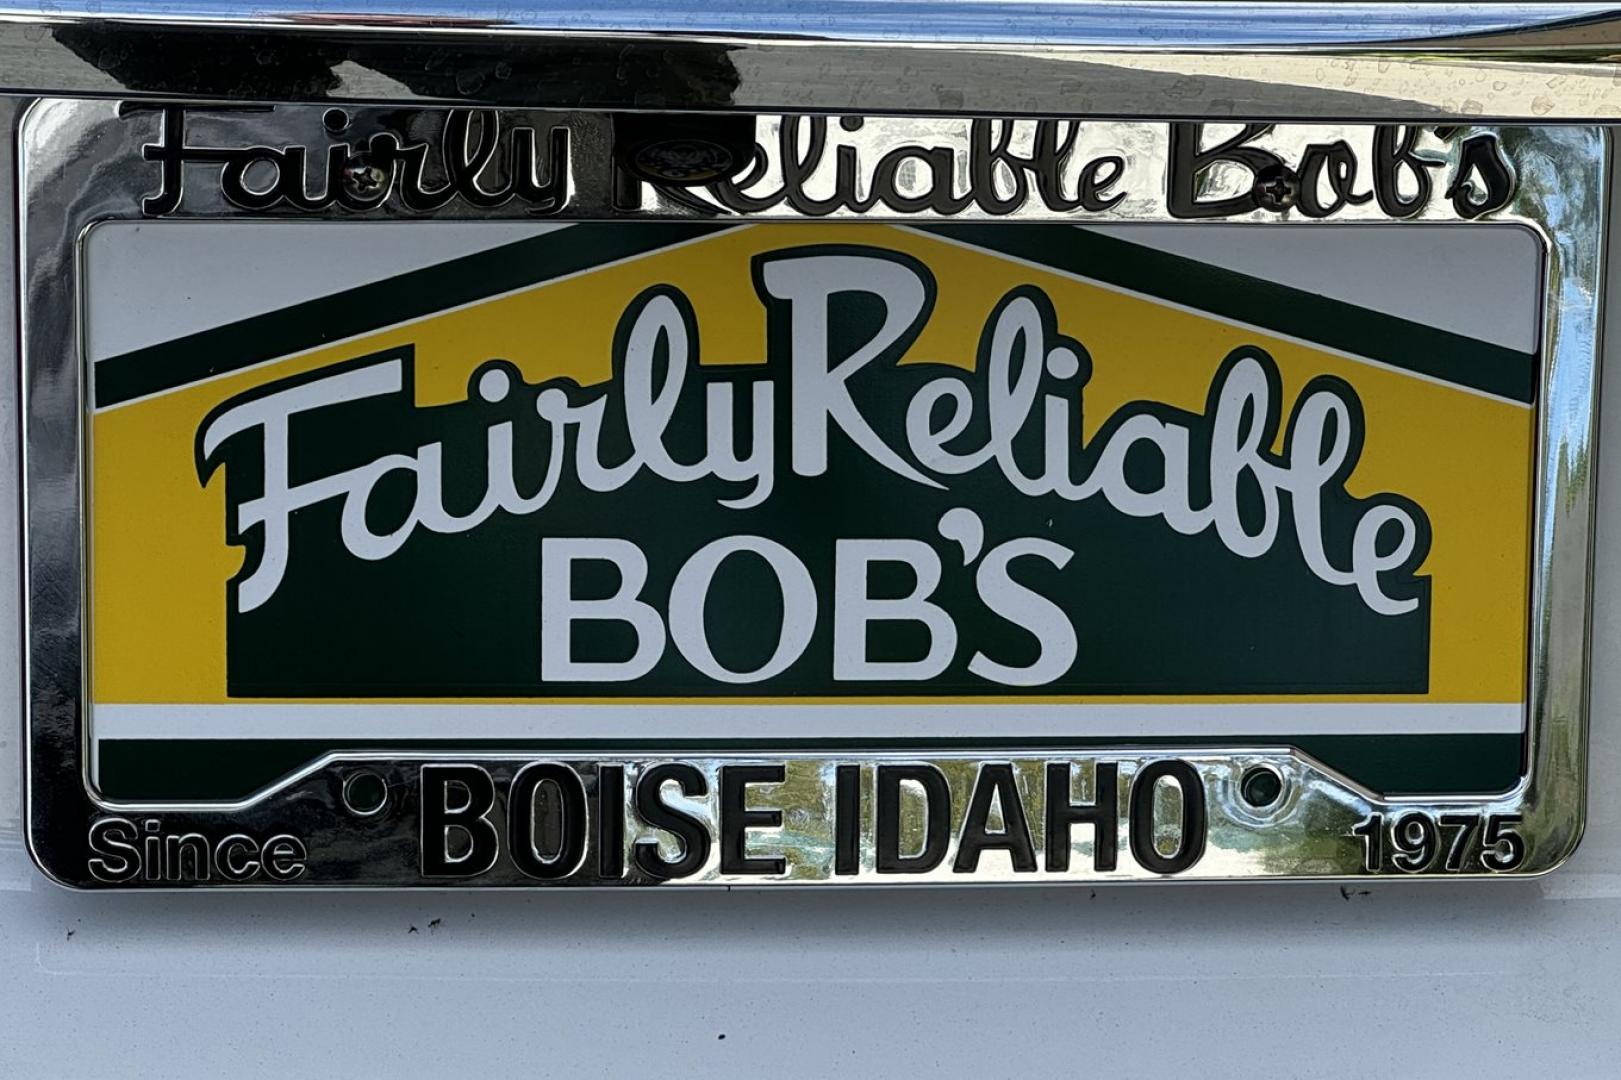 Fairly Reliable Bob's
Fairly Reliable
BOB'S
Since BOISE IDAHO 1975